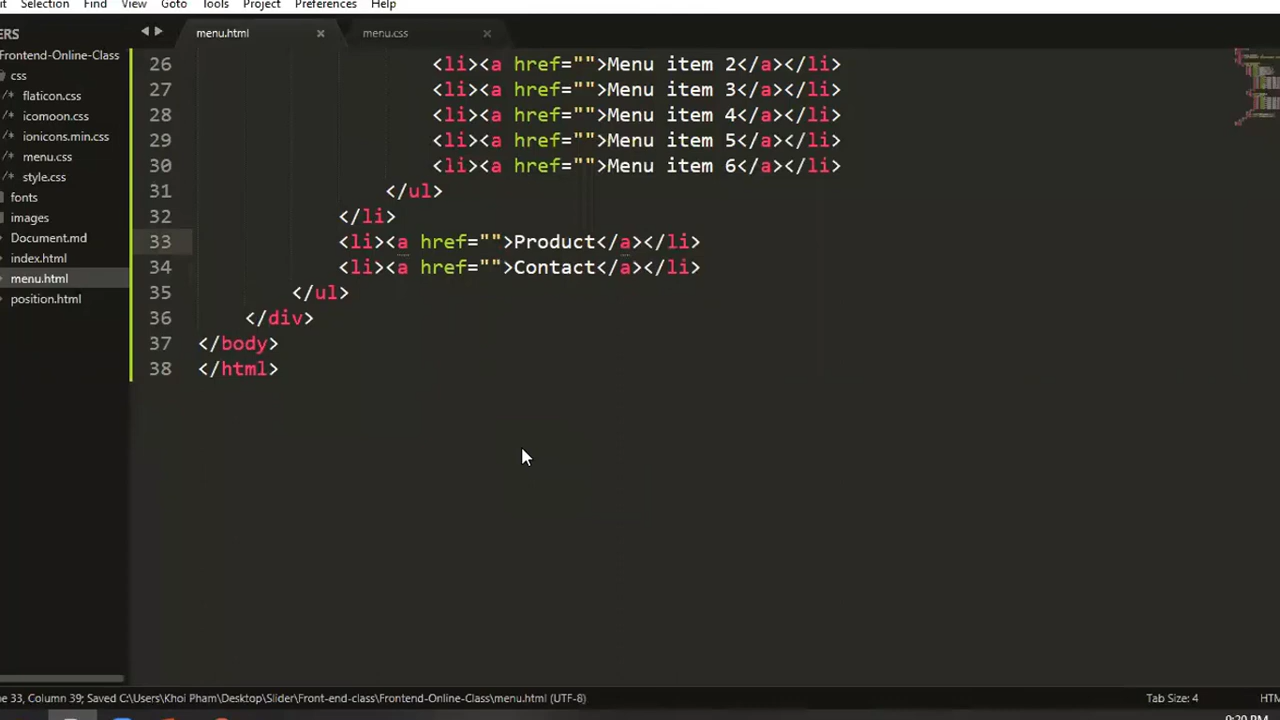 Selection Find View Goto Tools Project Preferences Help
menu.html × menu.css ×
Frontend-Online-Class
css
/* flaticon.css
/* icomoon.css
/* ionicons.min.css
/* menu.css
/* style.css
fonts
images
Document.md
index.html
menu.html
position.html
26 <li><a href="">Menu item 2</a></li>
27 <li><a href="">Menu item 3</a></li>
28 <li><a href="">Menu item 4</a></li>
29 <li><a href="">Menu item 5</a></li>
30 <li><a href="">Menu item 6</a></li>
31 </ul>
32 </li>
33 <li><a href="">Product</a></li>
34 <li><a href="">Contact</a></li>
35 </ul>
36 </div>
37 </body>
38 </html>
33, Column 39; Saved C:\Users\Khoi Pham\Desktop\Slider\Front-end-class\Frontend-Online-Class\menu.html (UTF-8) Tab Size: 4